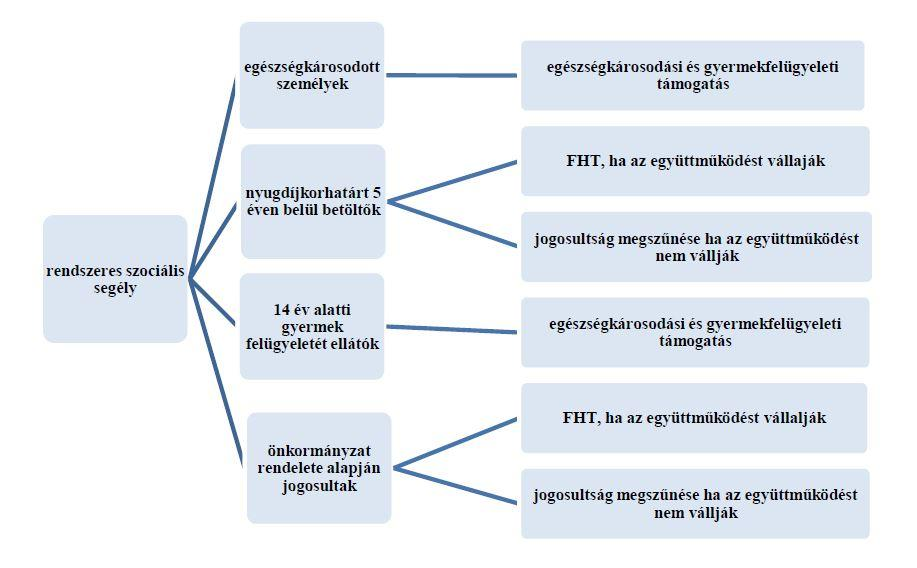 rendszeres szociális
segély
egészségkárosodott
személyek
egészségkárosodási és gyermekfelügyeleti
támogatás
nyugdíjkorhatárt 5
éven belül betöltők
FHT, ha az együttműködést vállaják
jogosultság megszűnése ha az együttműködést
nem vállják
14 év alatti
gyermek
felügyeletét ellátók
egészségkárosodási és gyermekfelügyeleti
támogatás
önkormányzat
rendelete alapján
jogosultak
FHT, ha az együttműködést vállalják
jogosultság megszűnése ha az együttműködést
nem vállják